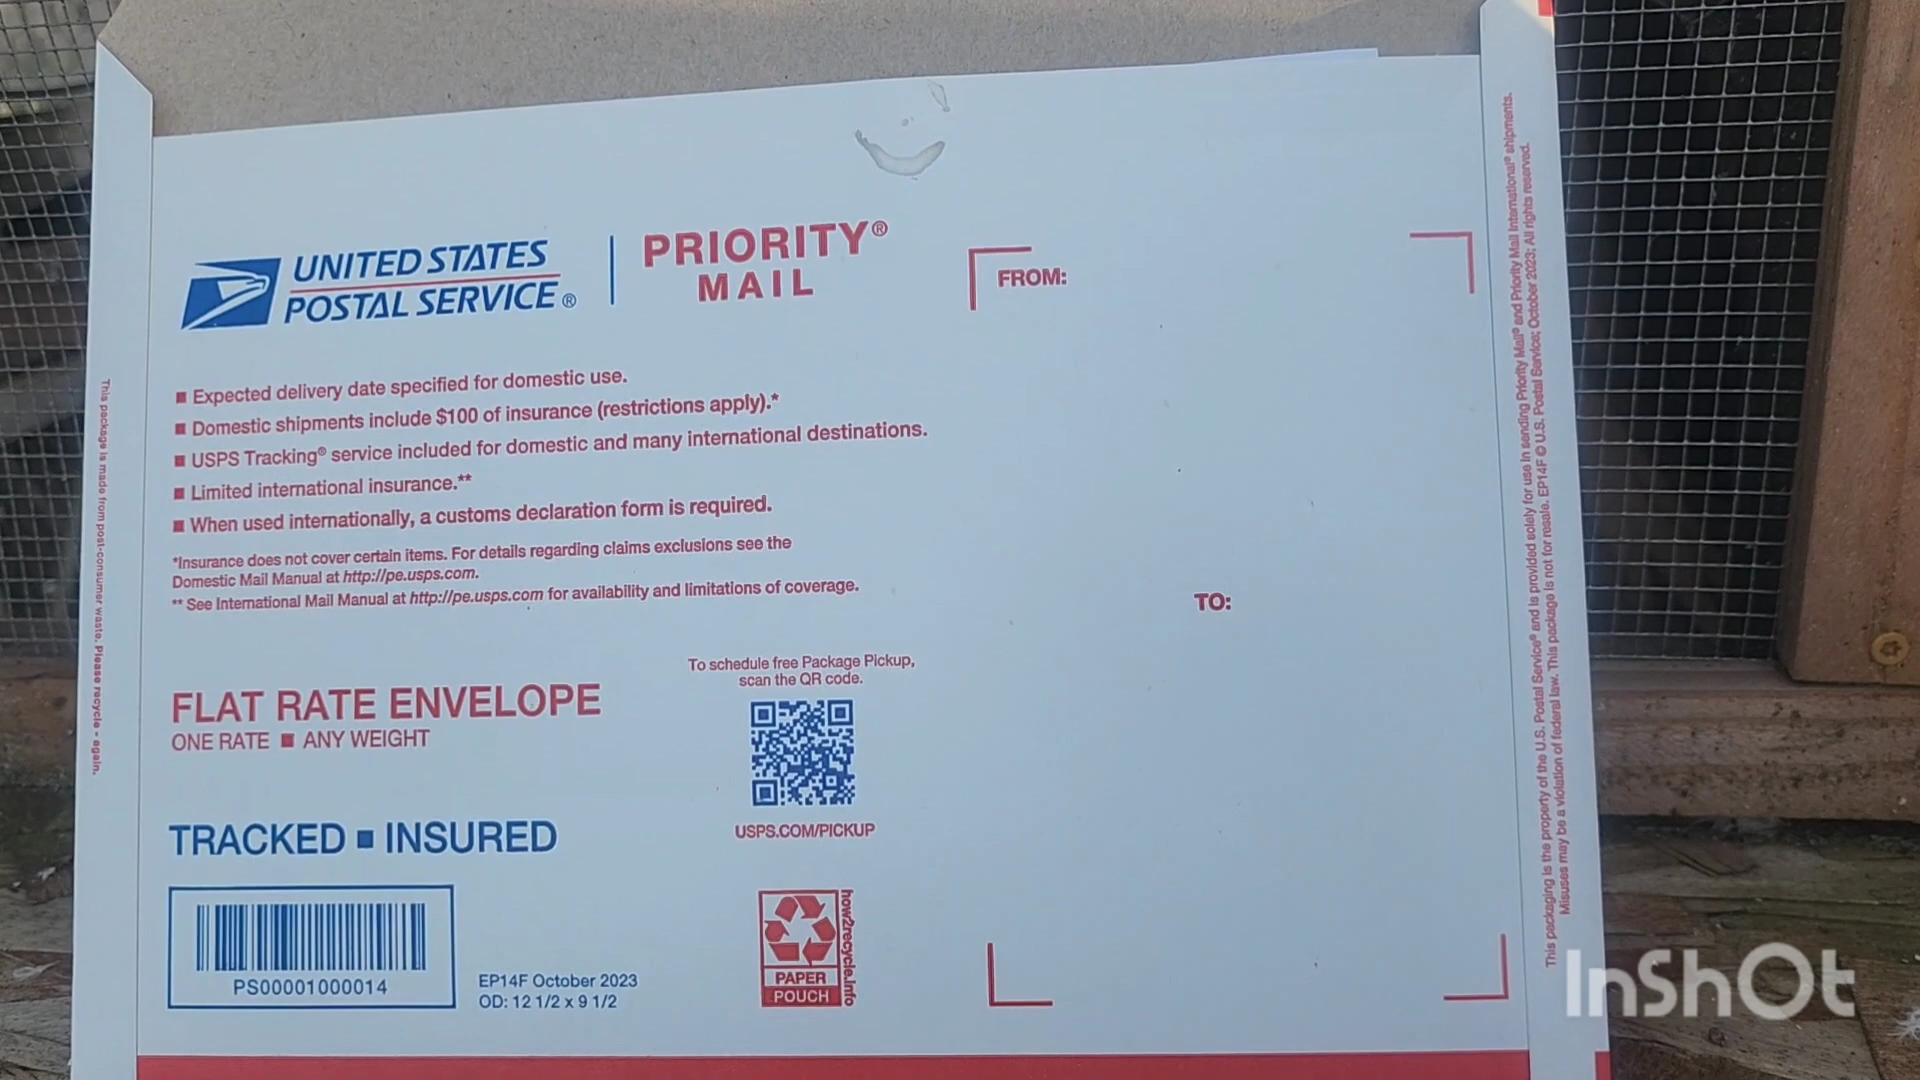 UNITED STATES
POSTAL SERVICE®
PRIORITY®
MAIL
FROM:
■ Expected delivery date specified for domestic use.
■ Domestic shipments include $100 of insurance (restrictions apply).*
■ USPS Tracking® service included for domestic and many international destinations.
■ Limited international insurance.**
■ When used internationally, a customs declaration form is required.
*Insurance does not cover certain items. For details regarding claims exclusions see the
Domestic Mail Manual at http://pe.usps.com.
** See International Mail Manual at http://pe.usps.com for availability and limitations of coverage.
TO:
To schedule free Package Pickup,
scan the QR code.
FLAT RATE ENVELOPE
ONE RATE ■ ANY WEIGHT
USPS.COM/PICKUP
TRACKED ■ INSURED
PS00001000014
EP14F October 2023
OD: 12 1/2 x 9 1/2
PAPER
POUCH
how2recycle.info
This package is made from post-consumer waste. Please recycle - again.
This packaging is the property of the U.S. Postal Service® and is provided solely for use in sending Priority Mail® and Priority Mail International® shipments.
Misuses may be a violation of federal law. This package is not for resale. EP14F © U.S. Postal Service; October 2023; All rights reserved.
InShOt